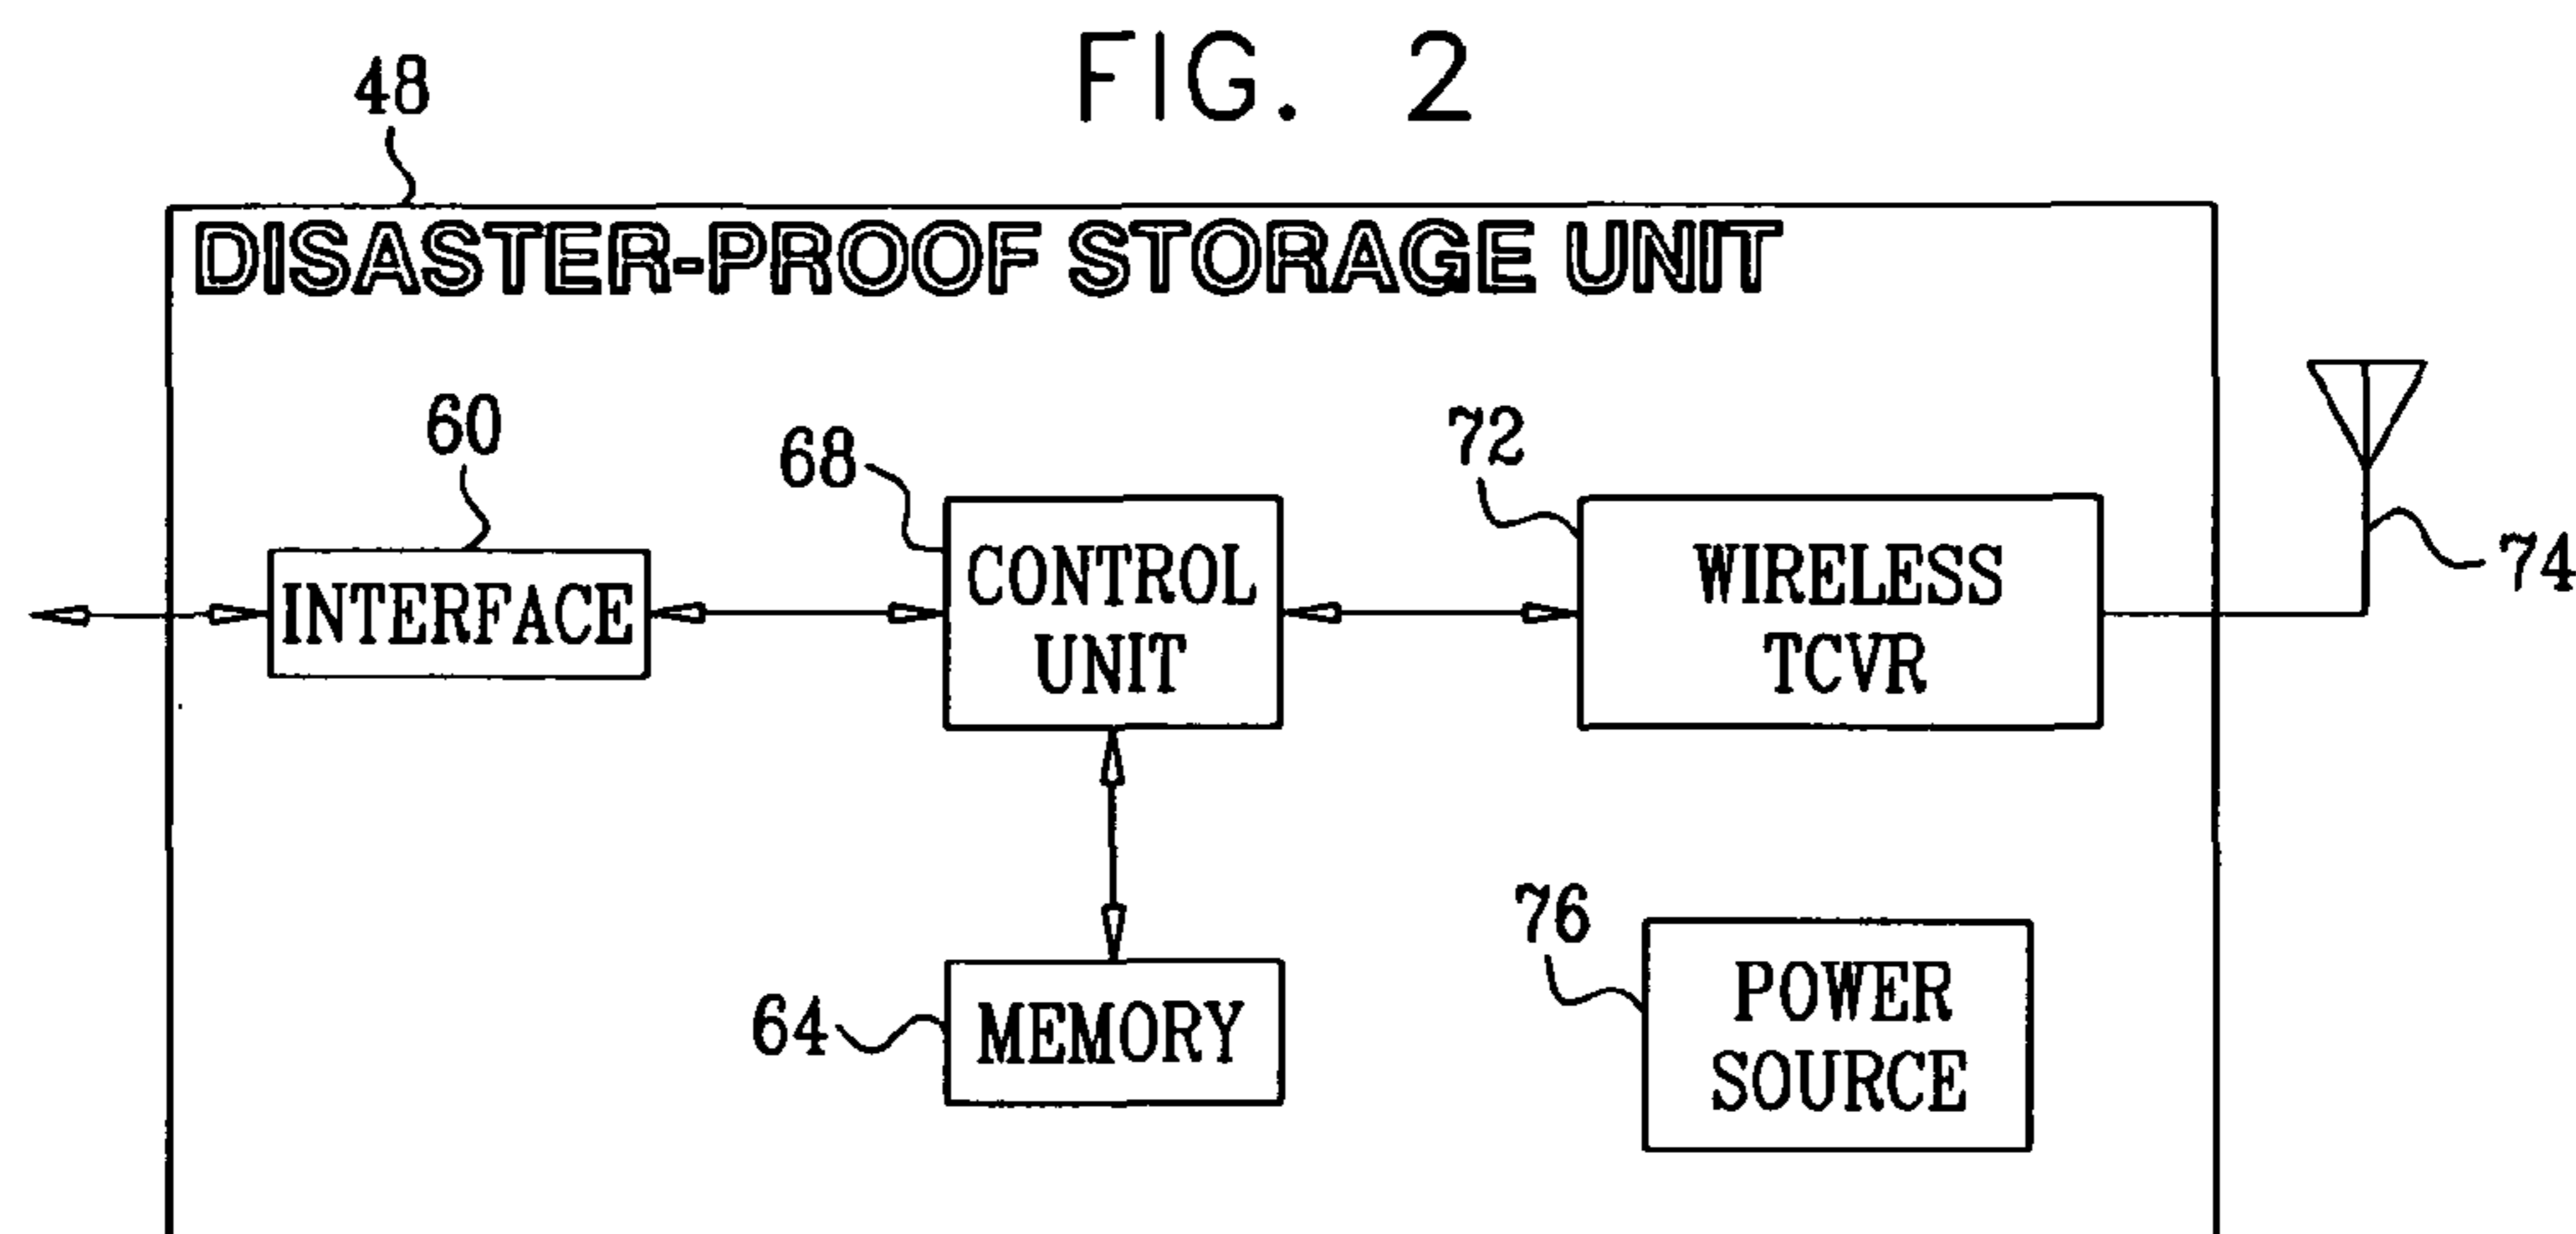 FIG. 2
48
DISASTER-PROOF STORAGE UNIT
60
68
72
74
INTERFACE
CONTROL
UNIT
WIRELESS
TCVR
76
64
MEMORY
POWER
SOURCE